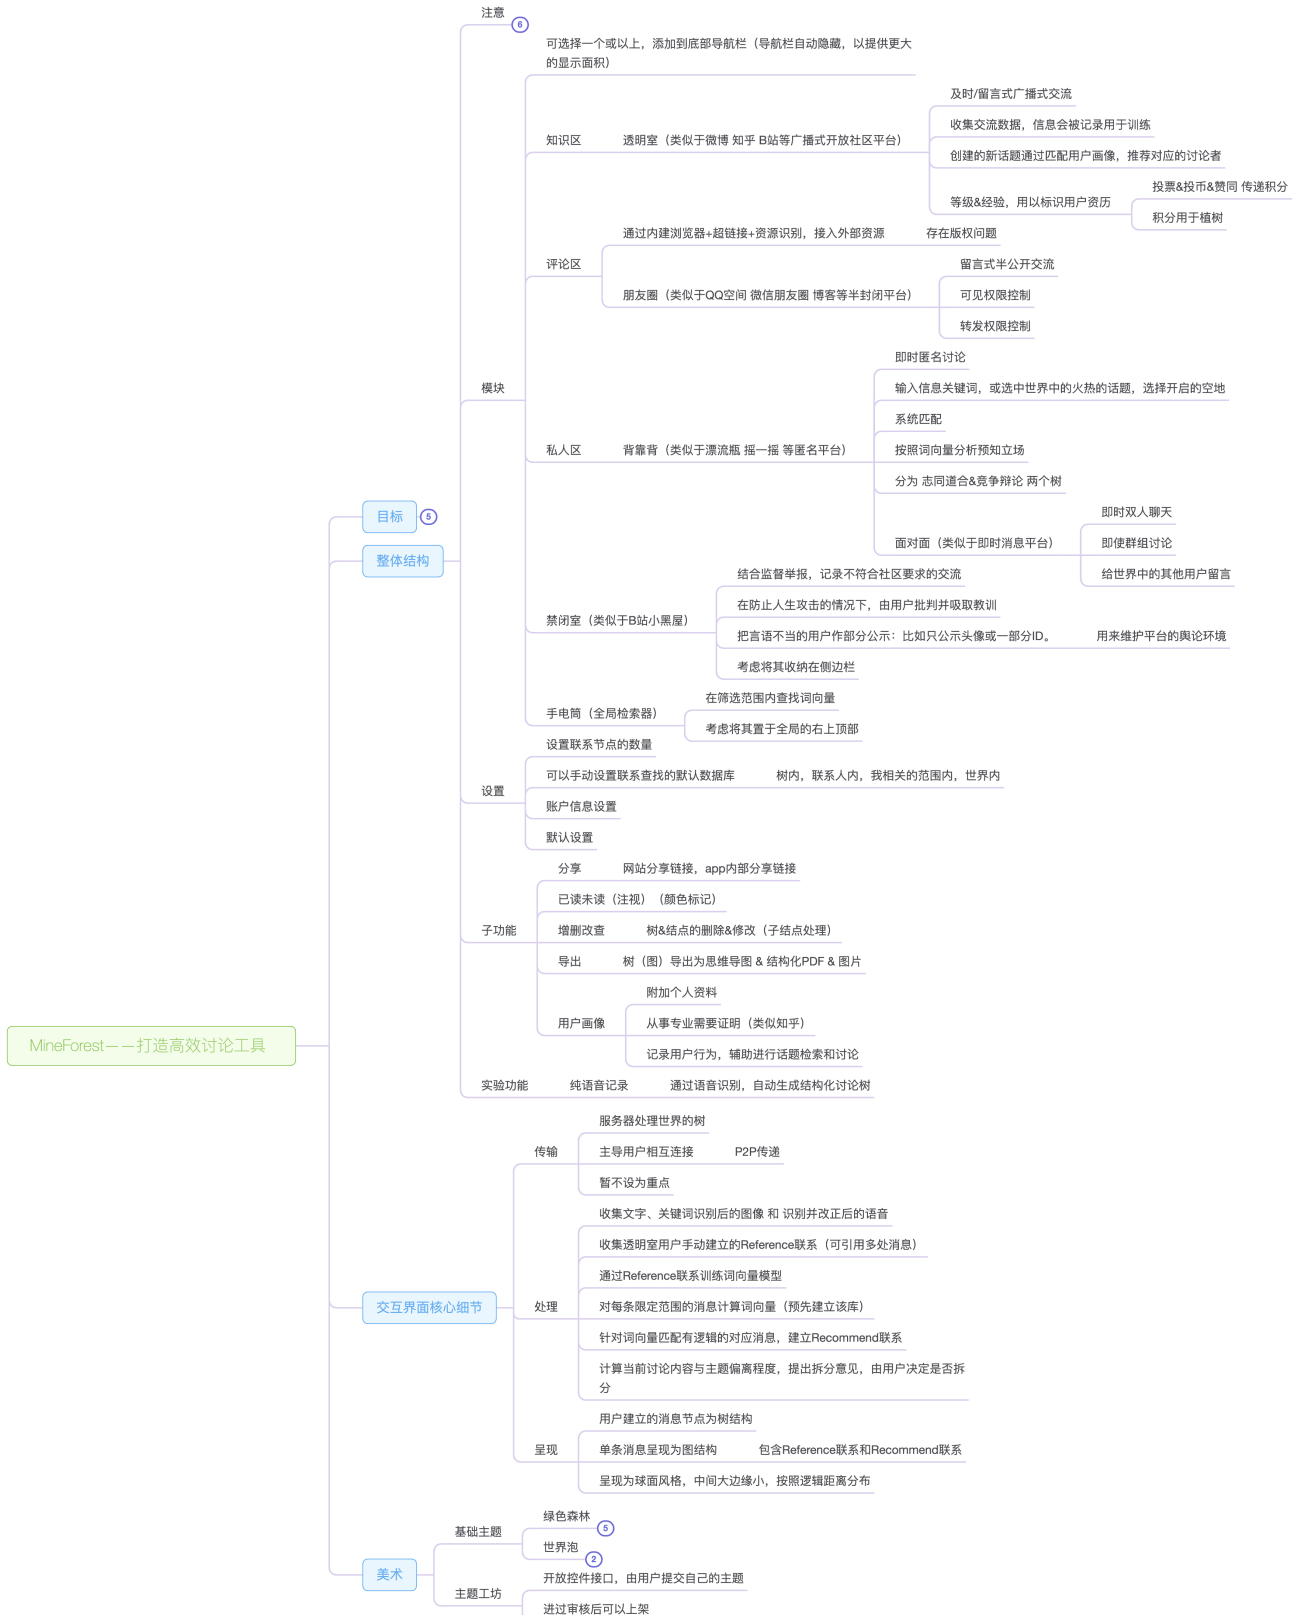 MineForest——打造高效讨论工具
目标
5
整体结构
注意
6
模块
可选择一个或以上，添加到底部导航栏（导航栏自动隐藏，以提供更大
的显示面积）
知识区
透明室（类似于微博 知乎 B站等广播式开放社区平台）
及时/留言式广播式交流
收集交流数据，信息会被记录用于训练
创建的新话题通过匹配用户画像，推荐对应的讨论者
等级&经验，用以标识用户资历
投票&投币&赞同 传递积分
积分用于植树
评论区
通过内建浏览器+超链接+资源识别，接入外部资源
存在版权问题
朋友圈（类似于QQ空间 微信朋友圈 博客等半封闭平台）
留言式半公开交流
可见权限控制
转发权限控制
私人区
背靠背（类似于漂流瓶 摇一摇 等匿名平台）
即时匿名讨论
输入信息关键词，或选中世界中的火热的话题，选择开启的空地
系统匹配
按照词向量分析预知立场
分为 志同道合&竞争辩论 两个树
面对面（类似于即时消息平台）
即时双人聊天
即使群组讨论
给世界中的其他用户留言
禁闭室（类似于B站小黑屋）
结合监督举报，记录不符合社区要求的交流
在防止人生攻击的情况下，由用户批判并吸取教训
把言语不当的用户作部分公示：比如只公示头像或一部分ID。
用来维护平台的舆论环境
考虑将其收纳在侧边栏
手电筒（全局检索器）
在筛选范围内查找词向量
考虑将其置于全局的右上顶部
设置
设置联系节点的数量
可以手动设置联系查找的默认数据库
树内，联系人内，我相关的范围内，世界内
账户信息设置
默认设置
子功能
分享
网站分享链接，app内部分享链接
已读未读（注视）（颜色标记）
增删改查
树&结点的删除&修改（子结点处理）
导出
树（图）导出为思维导图 & 结构化PDF & 图片
用户画像
附加个人资料
从事专业需要证明（类似知乎）
记录用户行为，辅助进行话题检索和讨论
实验功能
纯语音记录
通过语音识别，自动生成结构化讨论树
交互界面核心细节
传输
服务器处理世界的树
主导用户相互连接
P2P传递
暂不设为重点
处理
收集文字、关键词识别后的图像 和 识别并改正后的语音
收集透明室用户手动建立的Reference联系（可引用多处消息）
通过Reference联系训练词向量模型
对每条限定范围的消息计算词向量（预先建立该库）
针对词向量匹配有逻辑的对应消息，建立Recommend联系
计算当前讨论内容与主题偏离程度，提出拆分意见，由用户决定是否拆
分
呈现
用户建立的消息节点为树结构
单条消息呈现为图结构
包含Reference联系和Recommend联系
呈现为球面风格，中间大边缘小，按照逻辑距离分布
美术
基础主题
绿色森林
5
世界泡
2
主题工坊
开放控件接口，由用户提交自己的主题
进过审核后可以上架